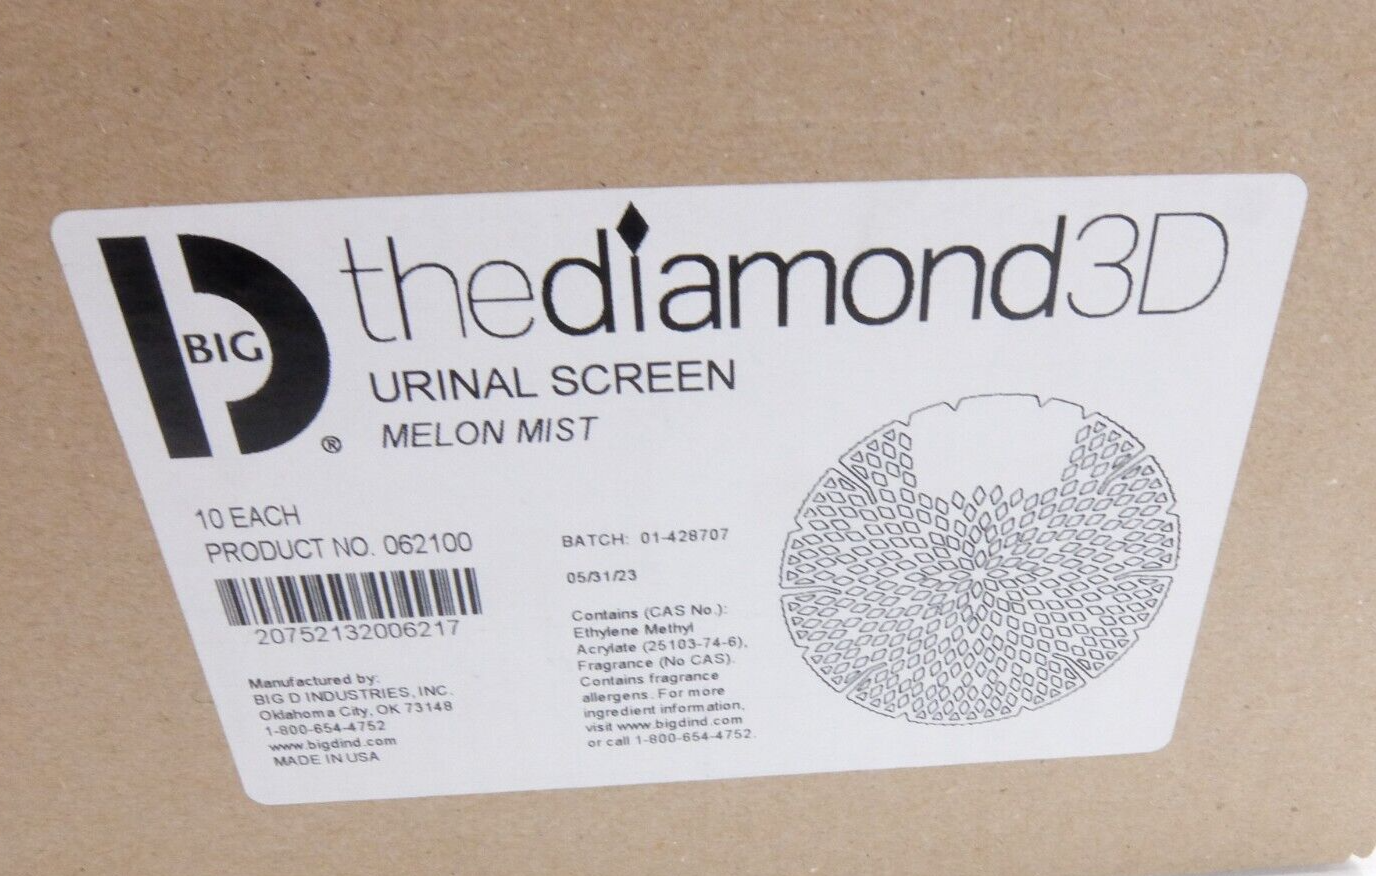 BIG D®
thediamond3D
URINAL SCREEN
MELON MIST
10 EACH
PRODUCT NO. 062100
20752132006217
Manufactured by:
BIG D INDUSTRIES, INC.
Oklahoma City, OK 73148
1-800-654-4752
www.bigdind.com
MADE IN USA
BATCH: 01-428707
05/31/23
Contains (CAS No.):
Ethylene Methyl
Acrylate (25103-74-6),
Fragrance (No CAS).
Contains fragrance
allergens. For more
ingredient information,
visit www.bigdind.com
or call 1-800-654-4752.